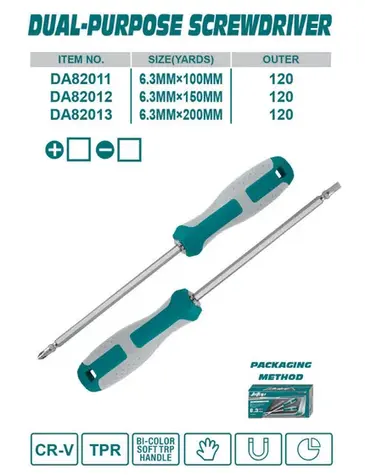 DUAL-PURPOSE SCREWDRIVER
ITEM NO. SIZE(YARDS) OUTER
DA82011 6.3MM×100MM 120
DA82012 6.3MM×150MM 120
DA82013 6.3MM×200MM 120
PACKAGING
METHOD
CR-V TPR BI-COLOR
SOFT TRP
HANDLE